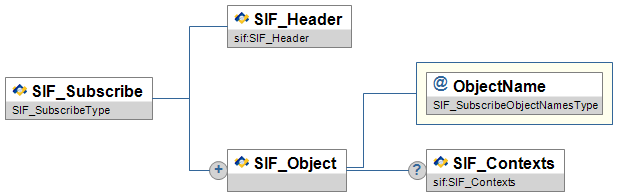 SIF_Header
sif:SIF_Header
SIF_Subscribe
SIF_SubscribeType
@ ObjectName
SIF_SubscribeObjectNamesType
+
SIF_Object
?
SIF_Contexts
sif:SIF_Contexts